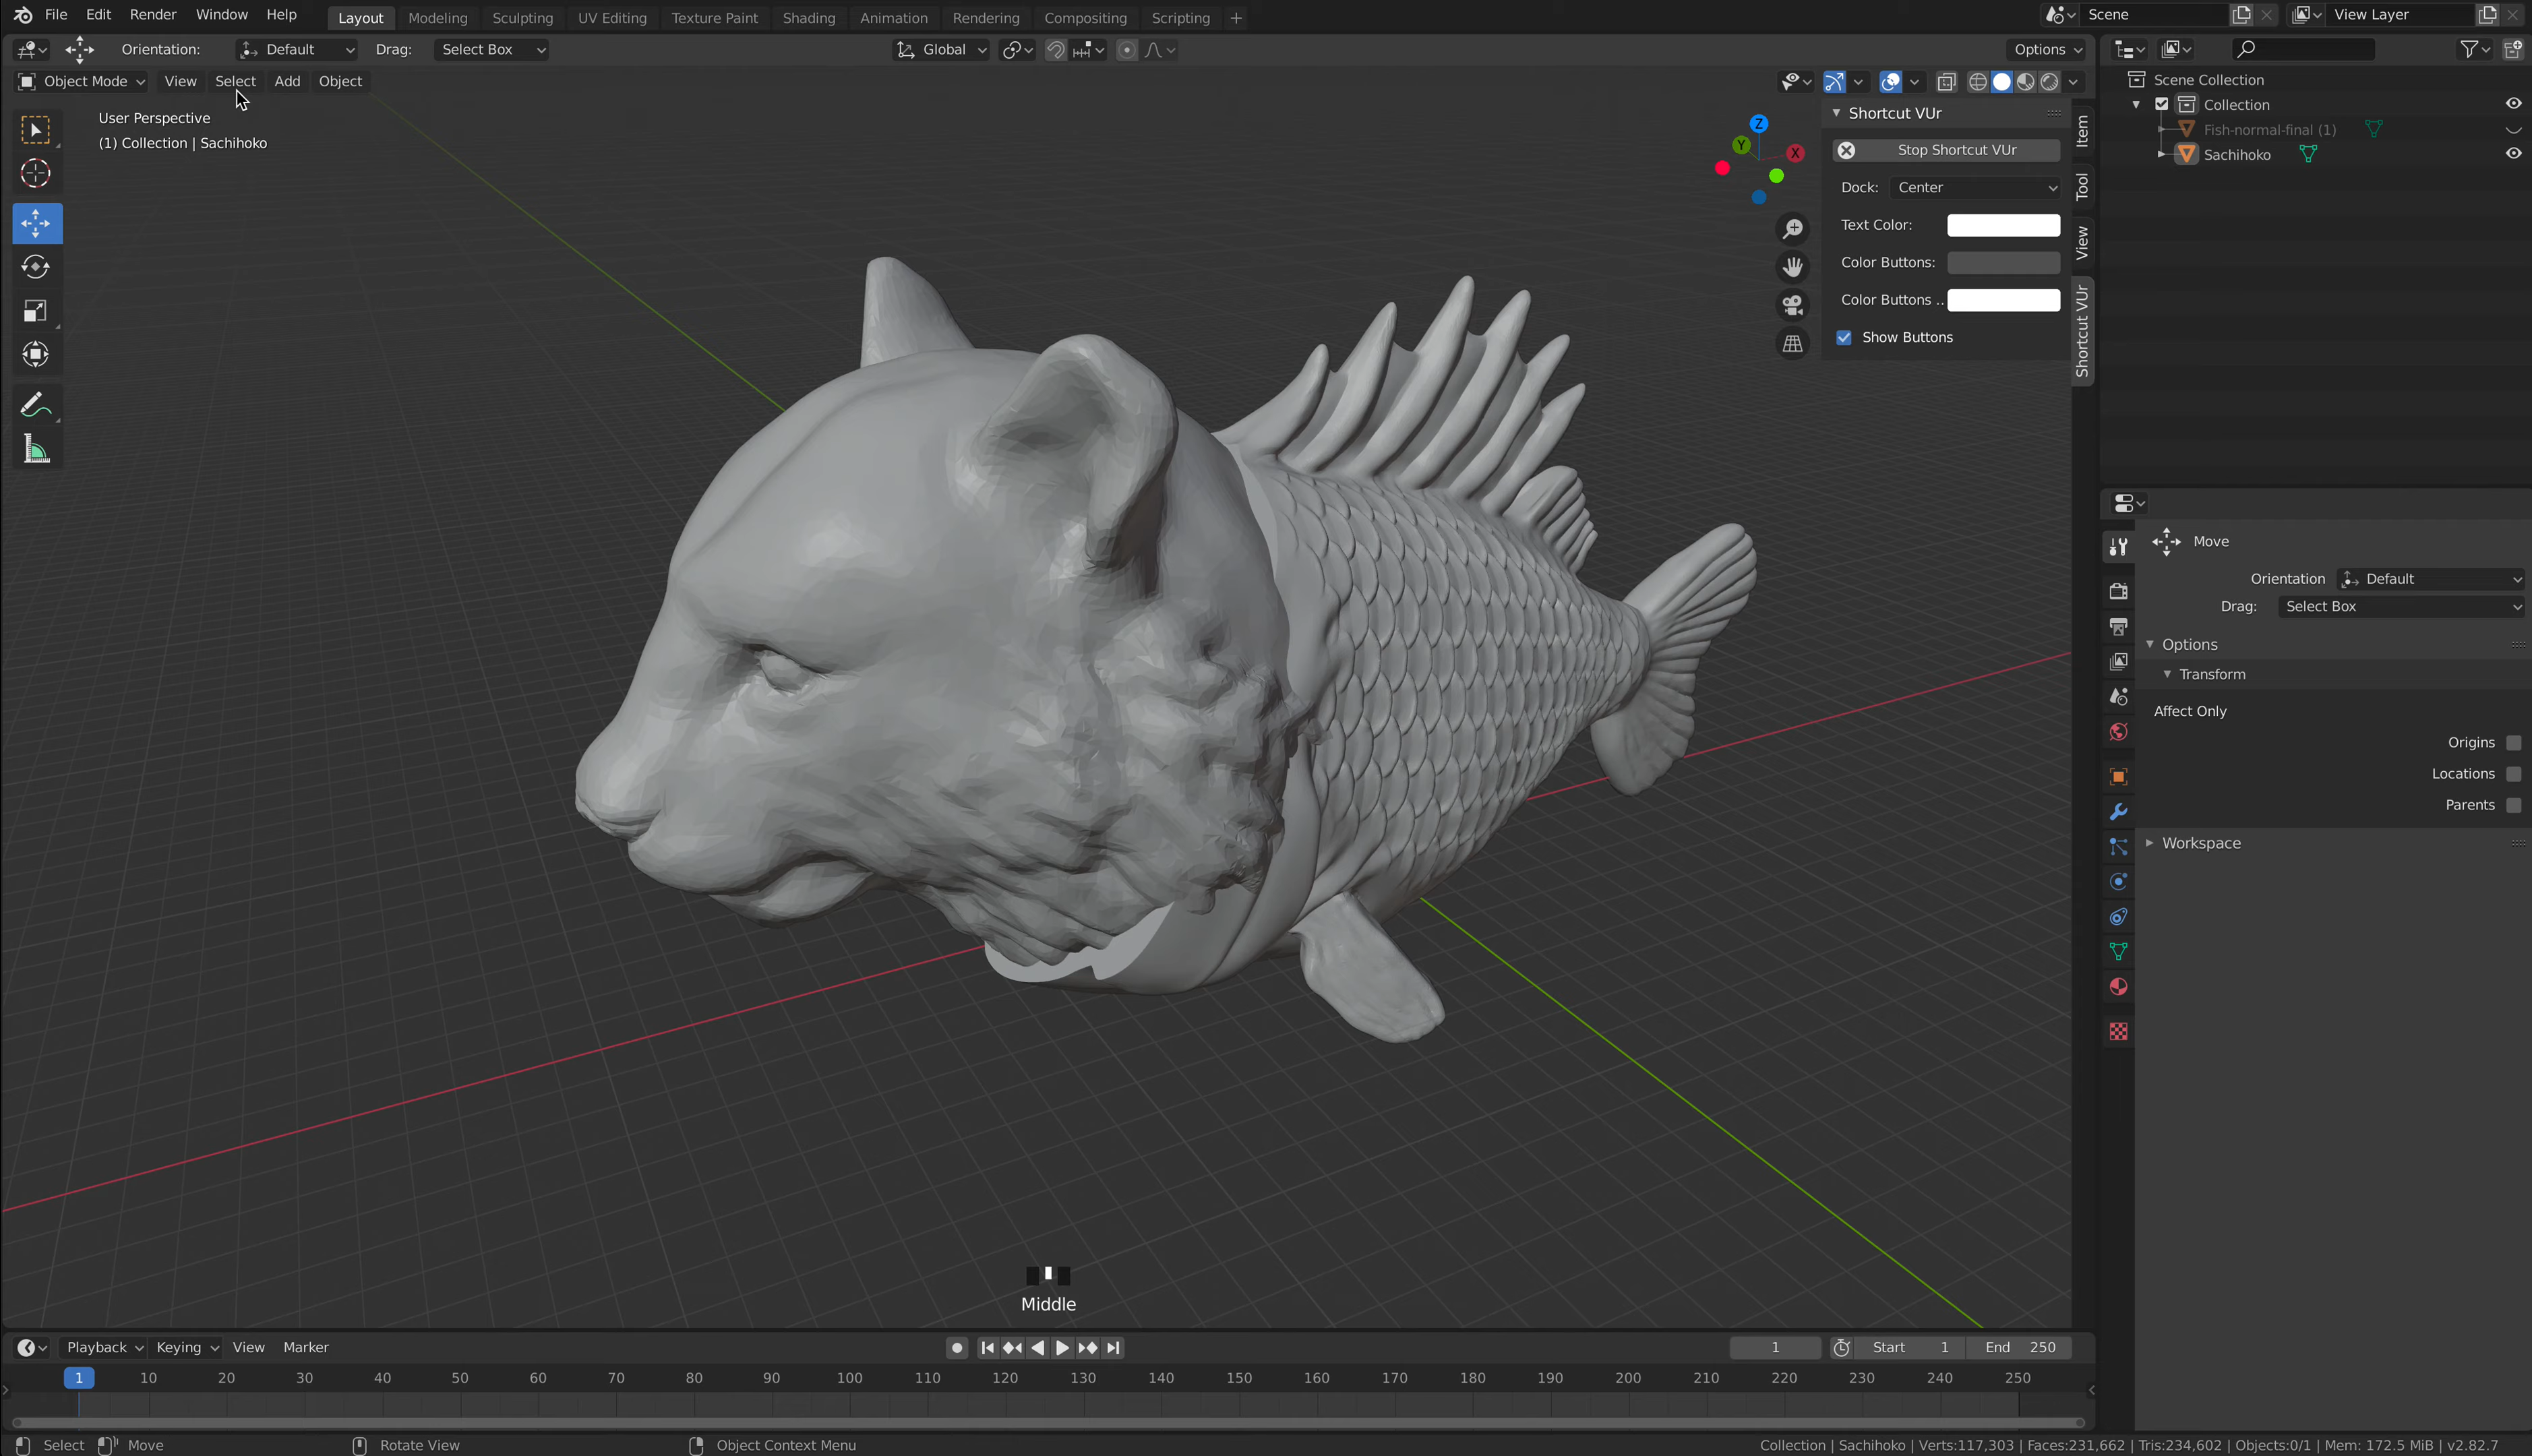 File Edit Render Window Help Layout Modeling Sculpting UV Editing Texture Paint Shading Animation Rendering Compositing Scripting + Scene View Layer
Orientation: Default Drag: Select Box Global Options
Object Mode View Select Add Object
User Perspective
(1) Collection | Sachihoko
Z
Y
X
Shortcut VUr
Stop Shortcut VUr
Dock: Center
Text Color:
Color Buttons:
Color Buttons ..
Show Buttons
Item
Tool
View
Shortcut VUr
Scene Collection
Collection
Fish-normal-final (1)
Sachihoko
Move
Orientation Default
Drag: Select Box
Options
Transform
Affect Only
Origins
Locations
Parents
Workspace
Middle
Playback Keying View Marker 1 Start 1 End 250
1 10 20 30 40 50 60 70 80 90 100 110 120 130 140 150 160 170 180 190 200 210 220 230 240 250
Select Move Rotate View Object Context Menu Collection | Sachihoko | Verts:117,303 | Faces:231,662 | Tris:234,602 | Objects:0/1 | Mem: 172.5 MiB | v2.82.7